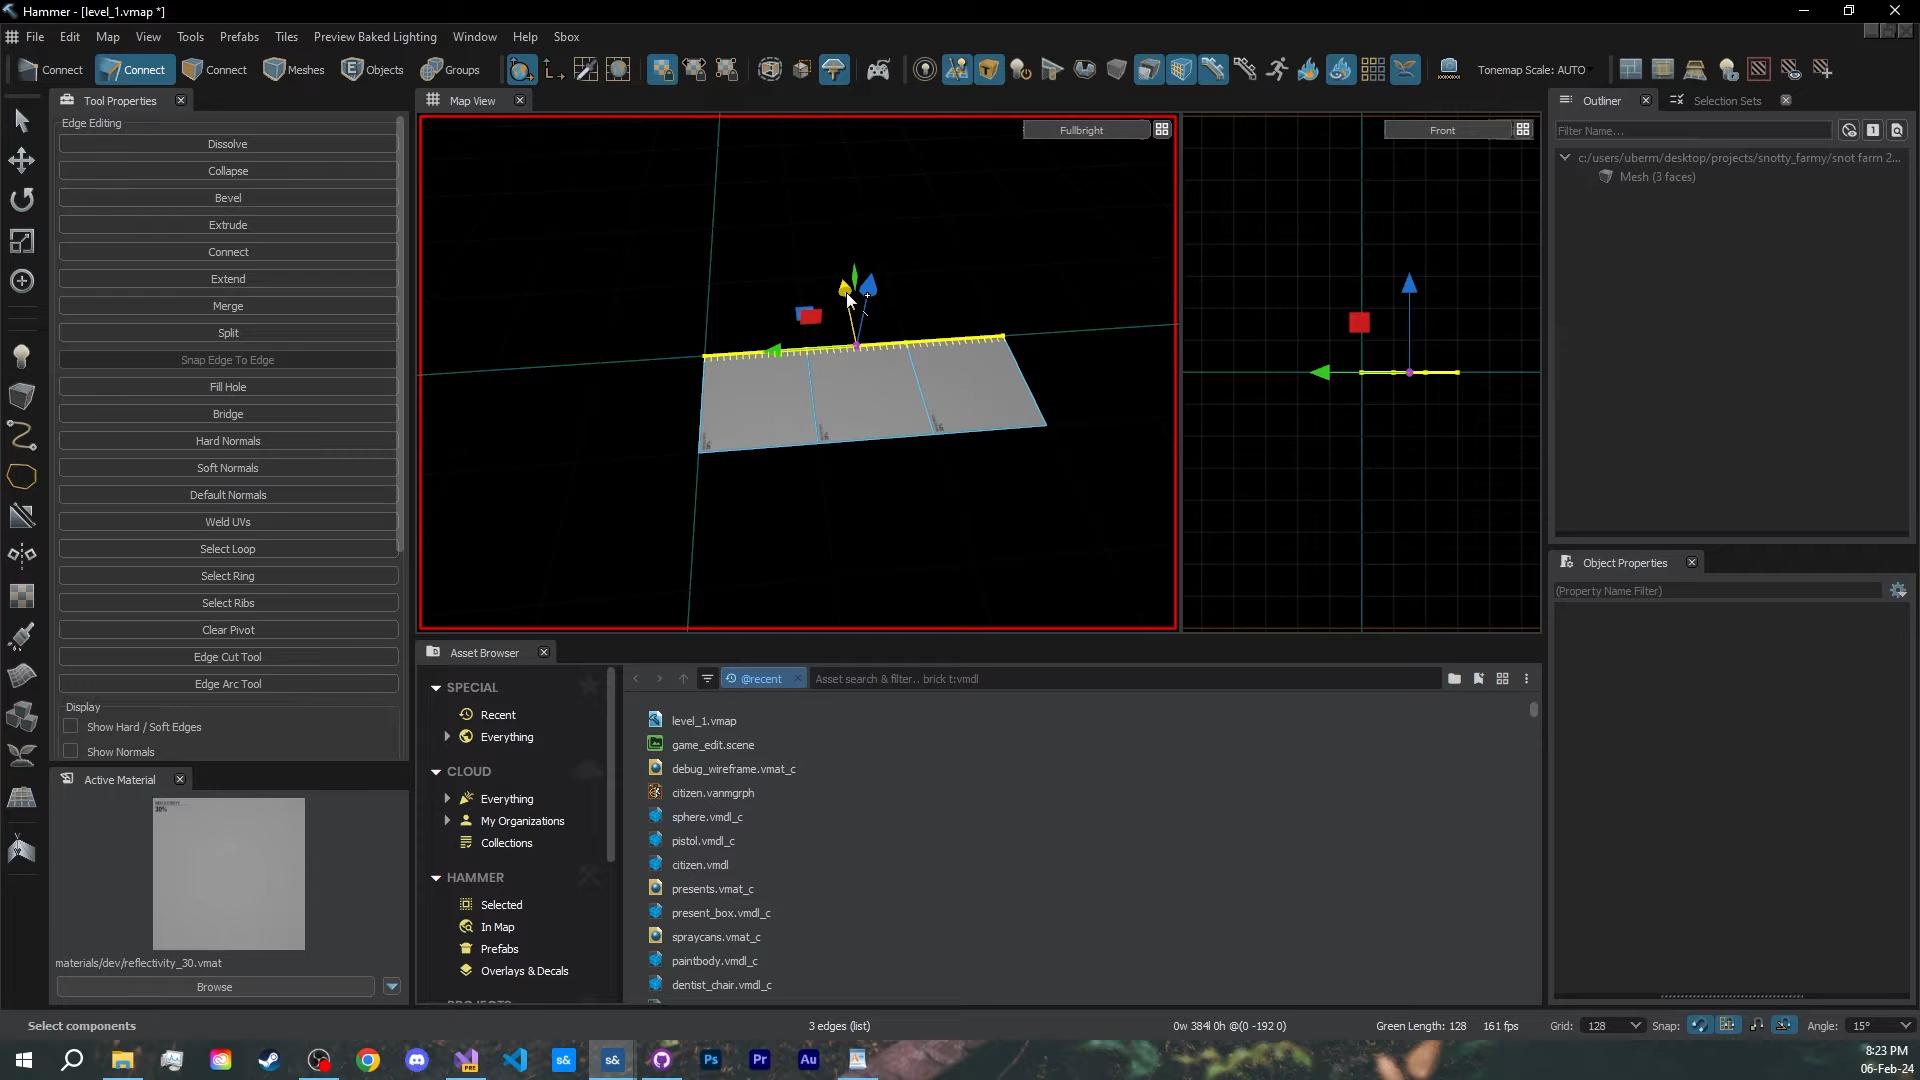 Hammer - [level_1.vmap *]
File Edit Map View Tools Prefabs Tiles Preview Baked Lighting Window Help Sbox
Connect Connect Connect Meshes Objects Groups Tonemap Scale: AUTO
Tool Properties
Edge Editing
Dissolve
Collapse
Bevel
Extrude
Connect
Extend
Merge
Split
Snap Edge To Edge
Fill Hole
Bridge
Hard Normals
Soft Normals
Default Normals
Weld UVs
Select Loop
Select Ring
Select Ribs
Clear Pivot
Edge Cut Tool
Edge Arc Tool
Display
Show Hard / Soft Edges
Show Normals
Active Material
30%
materials/dev/reflectivity_30.vmat
Browse
Map View
Fullbright
Front
Asset Browser
SPECIAL
Recent
Everything
CLOUD
Everything
My Organizations
Collections
HAMMER
Selected
In Map
Prefabs
Overlays & Decals
PROJECTS
@recent
Asset search & filter.. brick t:vmdl
level_1.vmap
game_edit.scene
debug_wireframe.vmat_c
citizen.vanmgrph
sphere.vmdl_c
pistol.vmdl_c
citizen.vmdl
presents.vmat_c
present_box.vmdl_c
spraycans.vmat_c
paintbody.vmdl_c
dentist_chair.vmdl_c
Outliner
Selection Sets
Filter Name...
c:/users/uberm/desktop/projects/snotty_farmy/snot farm 2...
Mesh (3 faces)
Object Properties
(Property Name Filter)
Select components
3 edges (list)
0w 384l 0h @(0 -192 0)
Green Length: 128
161 fps
Grid: 128
Snap:
Angle: 15°
s&
s&
Ps
Pr
Au
8:23 PM
06-Feb-24